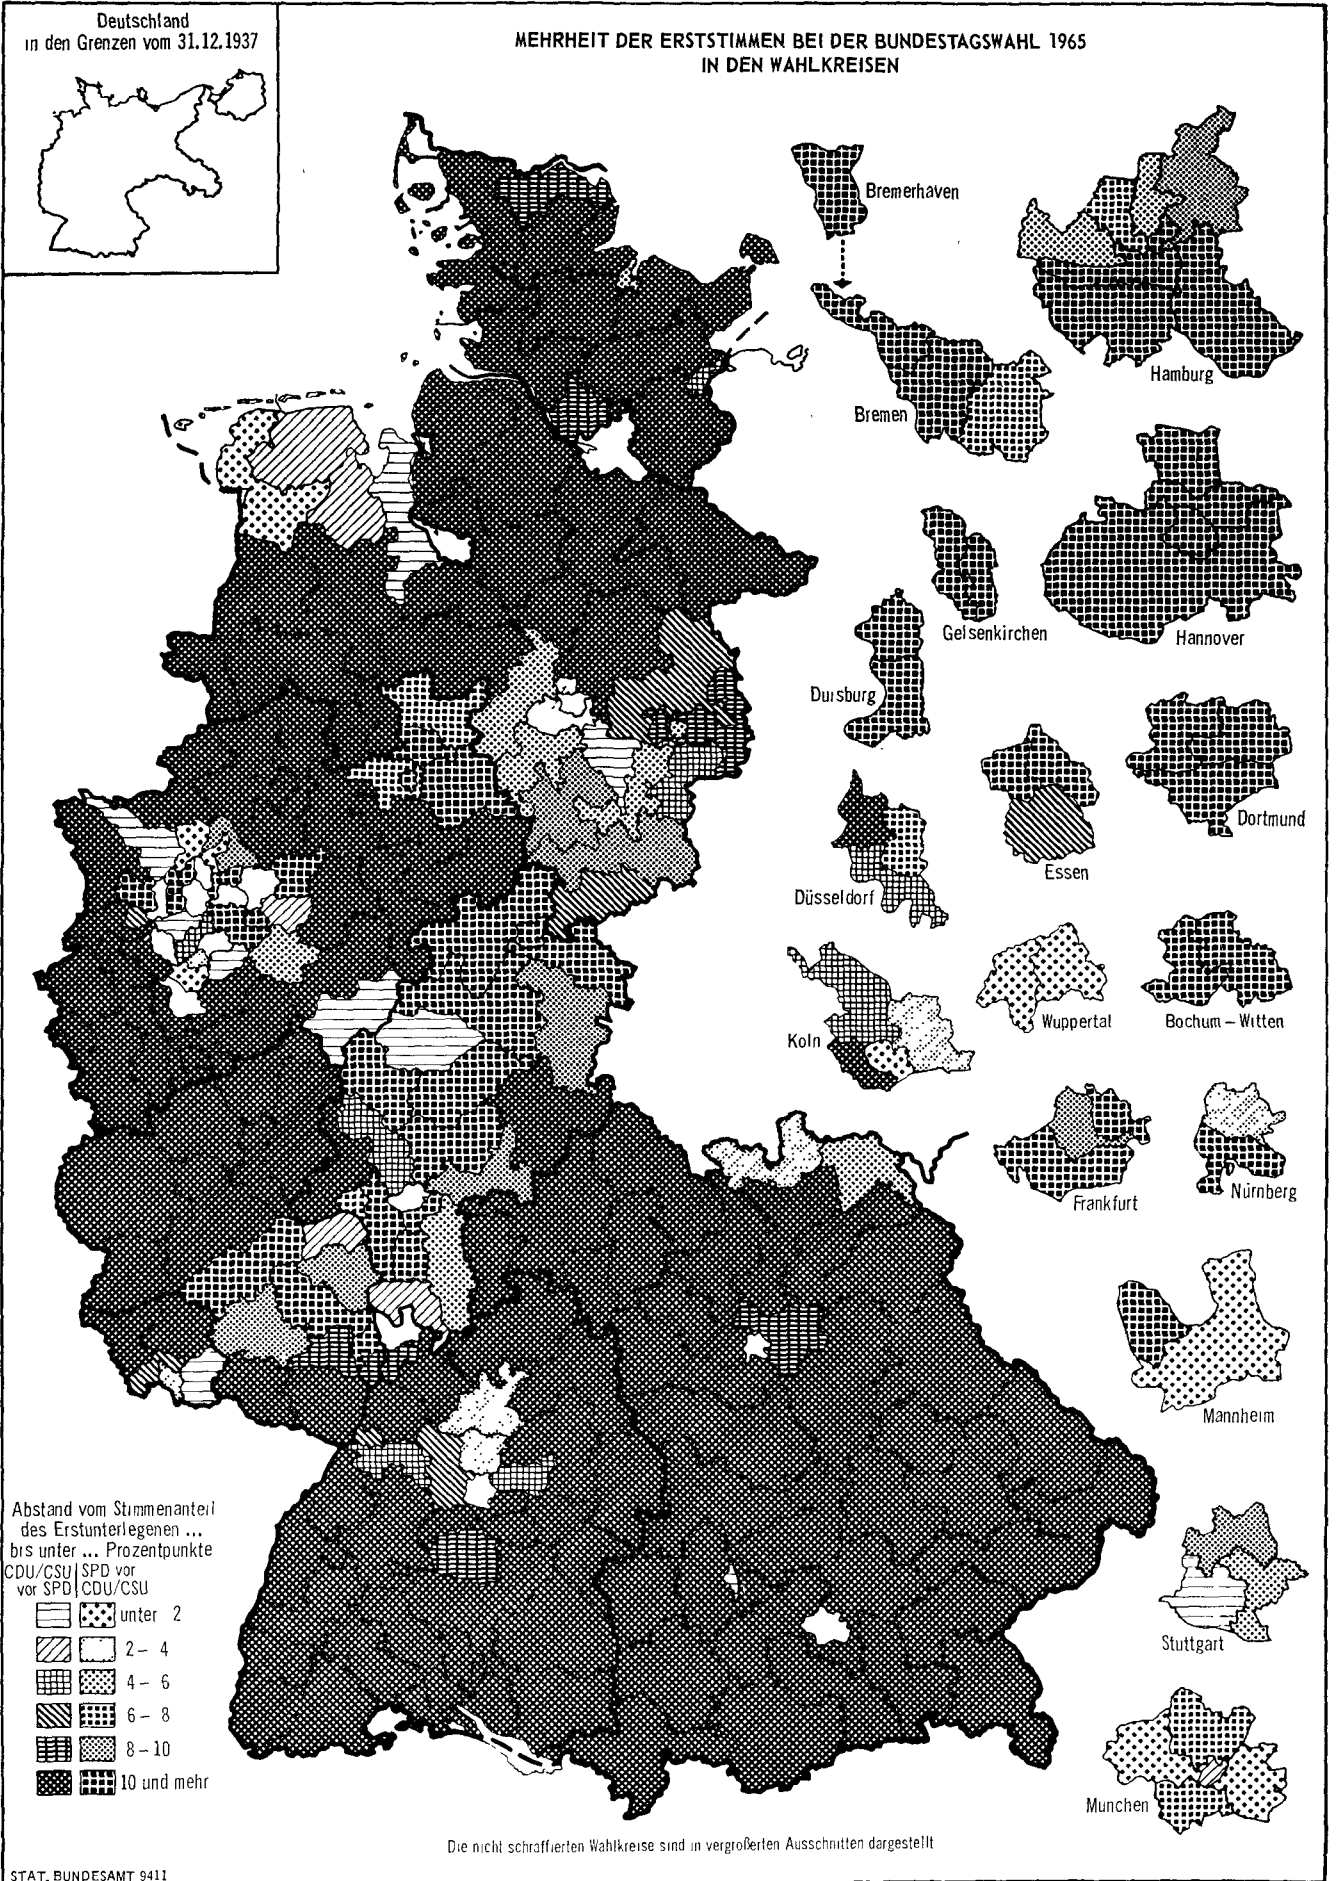 Deutschland
in den Grenzen vom 31.12.1937
MEHRHEIT DER ERSTSTIMMEN BEI DER BUNDESTAGSWAHL 1965
IN DEN WAHLKREISEN
Bremerhaven
Hamburg
Bremen
Gelsenkirchen
Hannover
Duisburg
Dortmund
Essen
Düsseldorf
Köln
Wuppertal
Bochum – Witten
Frankfurt
Nürnberg
Mannheim
Stuttgart
München
Abstand vom Stimmenanteil
des Erstunterlegenen ...
bis unter ... Prozentpunkte
CDU/CSU | SPD vor
vor SPD | CDU/CSU
unter 2
2 – 4
4 – 6
6 – 8
8 – 10
10 und mehr
Die nicht schraffierten Wahlkreise sind in vergrößerten Ausschnitten dargestellt
STAT. BUNDESAMT 9411